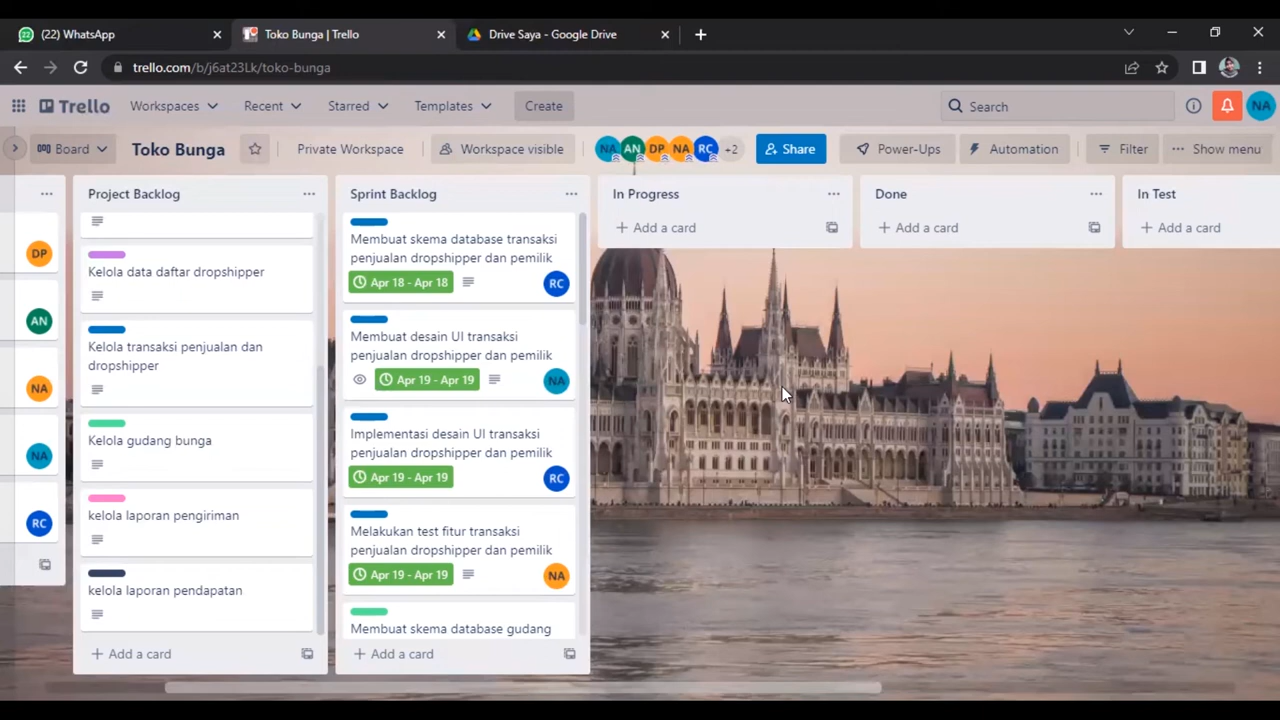 (22) WhatsApp
Toko Bunga | Trello
Drive Saya - Google Drive
trello.com/b/j6at23Lk/toko-bunga
Trello
Workspaces
Recent
Starred
Templates
Create
Search
NA
Board
Toko Bunga
Private Workspace
Workspace visible
NA
AN
DP
NA
RC
+2
Share
Power-Ups
Automation
Filter
Show menu
DP
AN
NA
NA
RC
Project Backlog
Kelola data daftar dropshipper
Kelola transaksi penjualan dan
dropshipper
Kelola gudang bunga
kelola laporan pengiriman
kelola laporan pendapatan
Add a card
Sprint Backlog
Membuat skema database transaksi
penjualan dropshipper dan pemilik
Apr 18 - Apr 18
RC
Membuat desain UI transaksi
penjualan dropshipper dan pemilik
Apr 19 - Apr 19
NA
Implementasi desain UI transaksi
penjualan dropshipper dan pemilik
Apr 19 - Apr 19
RC
Melakukan test fitur transaksi
penjualan dropshipper dan pemilik
Apr 19 - Apr 19
NA
Membuat skema database gudang
Add a card
In Progress
Add a card
Done
Add a card
In Test
Add a card